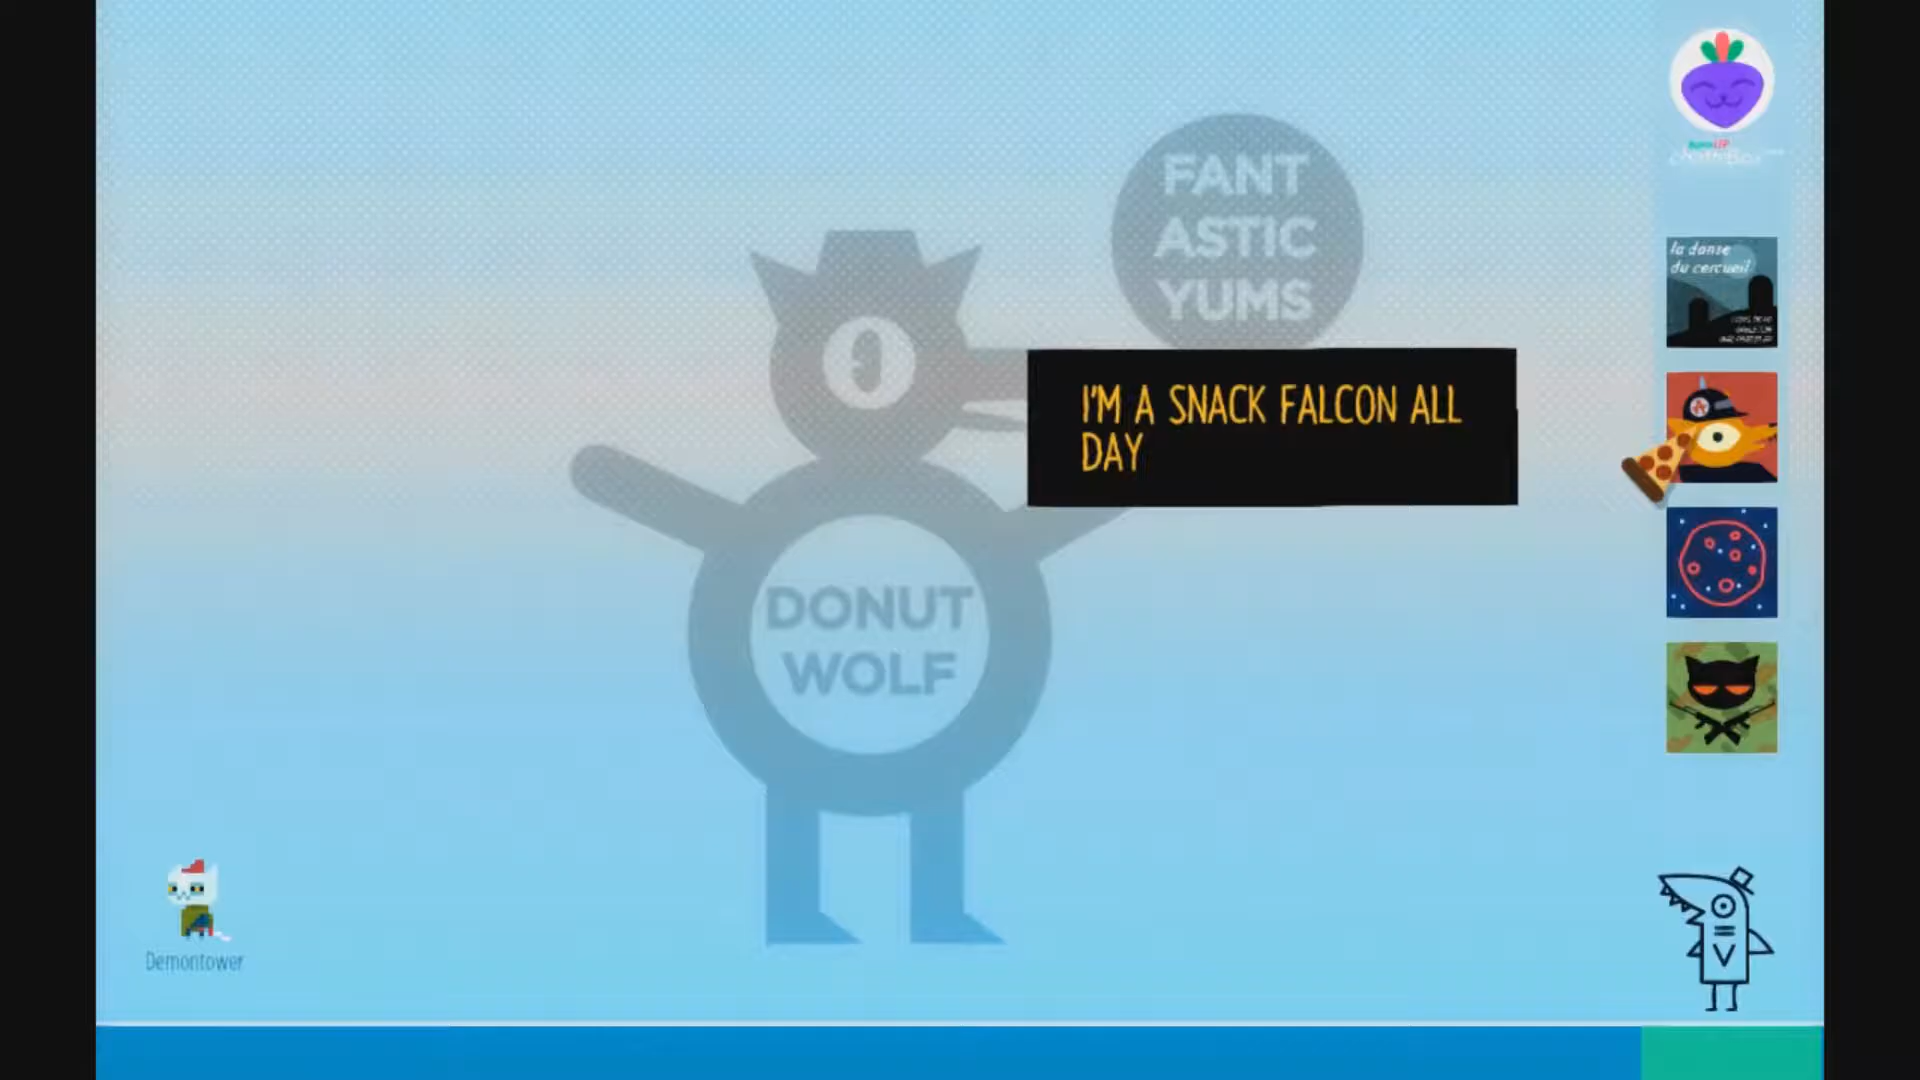 FANT
ASTIC
YUMS
la danse
du cercueil
I'M A SNACK FALCON ALL
DAY
DONUT
WOLF
Demontower